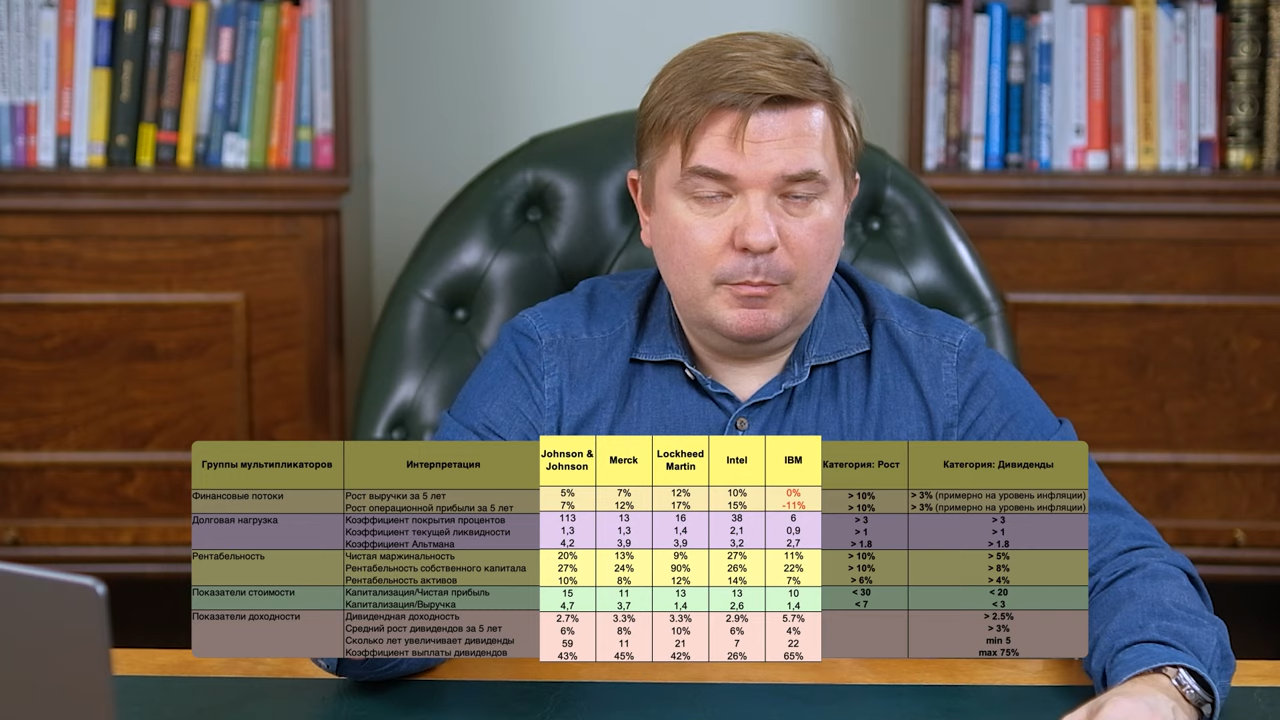 Группы мультипликаторов Интерпретация Johnson & Johnson Merck Lockheed Martin Intel IBM Категория: Рост Категория: Дивиденды
Финансовые потоки Рост выручки за 5 лет 5% 7% 12% 10% 0% > 10% > 3% (примерно на уровень инфляции)
Рост операционной прибыли за 5 лет 7% 12% 17% 15% -11% > 10% > 3% (примерно на уровень инфляции)
Долговая нагрузка Коэффициент покрытия процентов 113 13 16 38 6 > 3 > 3
Коэффициент текущей ликвидности 1,3 1,3 1,4 2,1 0,9 > 1 > 1
Коэффициент Альтмана 4,2 3,9 3,9 3,2 2,7 > 1.8 > 1.8
Рентабельность Чистая маржинальность 20% 13% 9% 27% 11% > 10% > 5%
Рентабельность собственного капитала 27% 24% 90% 26% 22% > 10% > 8%
Рентабельность активов 10% 8% 12% 14% 7% > 6% > 4%
Показатели стоимости Капитализация/Чистая прибыль 15 11 13 13 10 < 30 < 20
Капитализация/Выручка 4,7 3,7 1,4 2,6 1,4 < 7 < 3
Показатели доходности Дивидендная доходность 2.7% 3.3% 3.3% 2.9% 5.7% > 2.5%
Средний рост дивидендов за 5 лет 6% 8% 10% 6% 4% > 3%
Сколько лет увеличивает дивиденды 59 11 21 7 22 min 5
Коэффициент выплаты дивидендов 43% 45% 42% 26% 65% max 75%